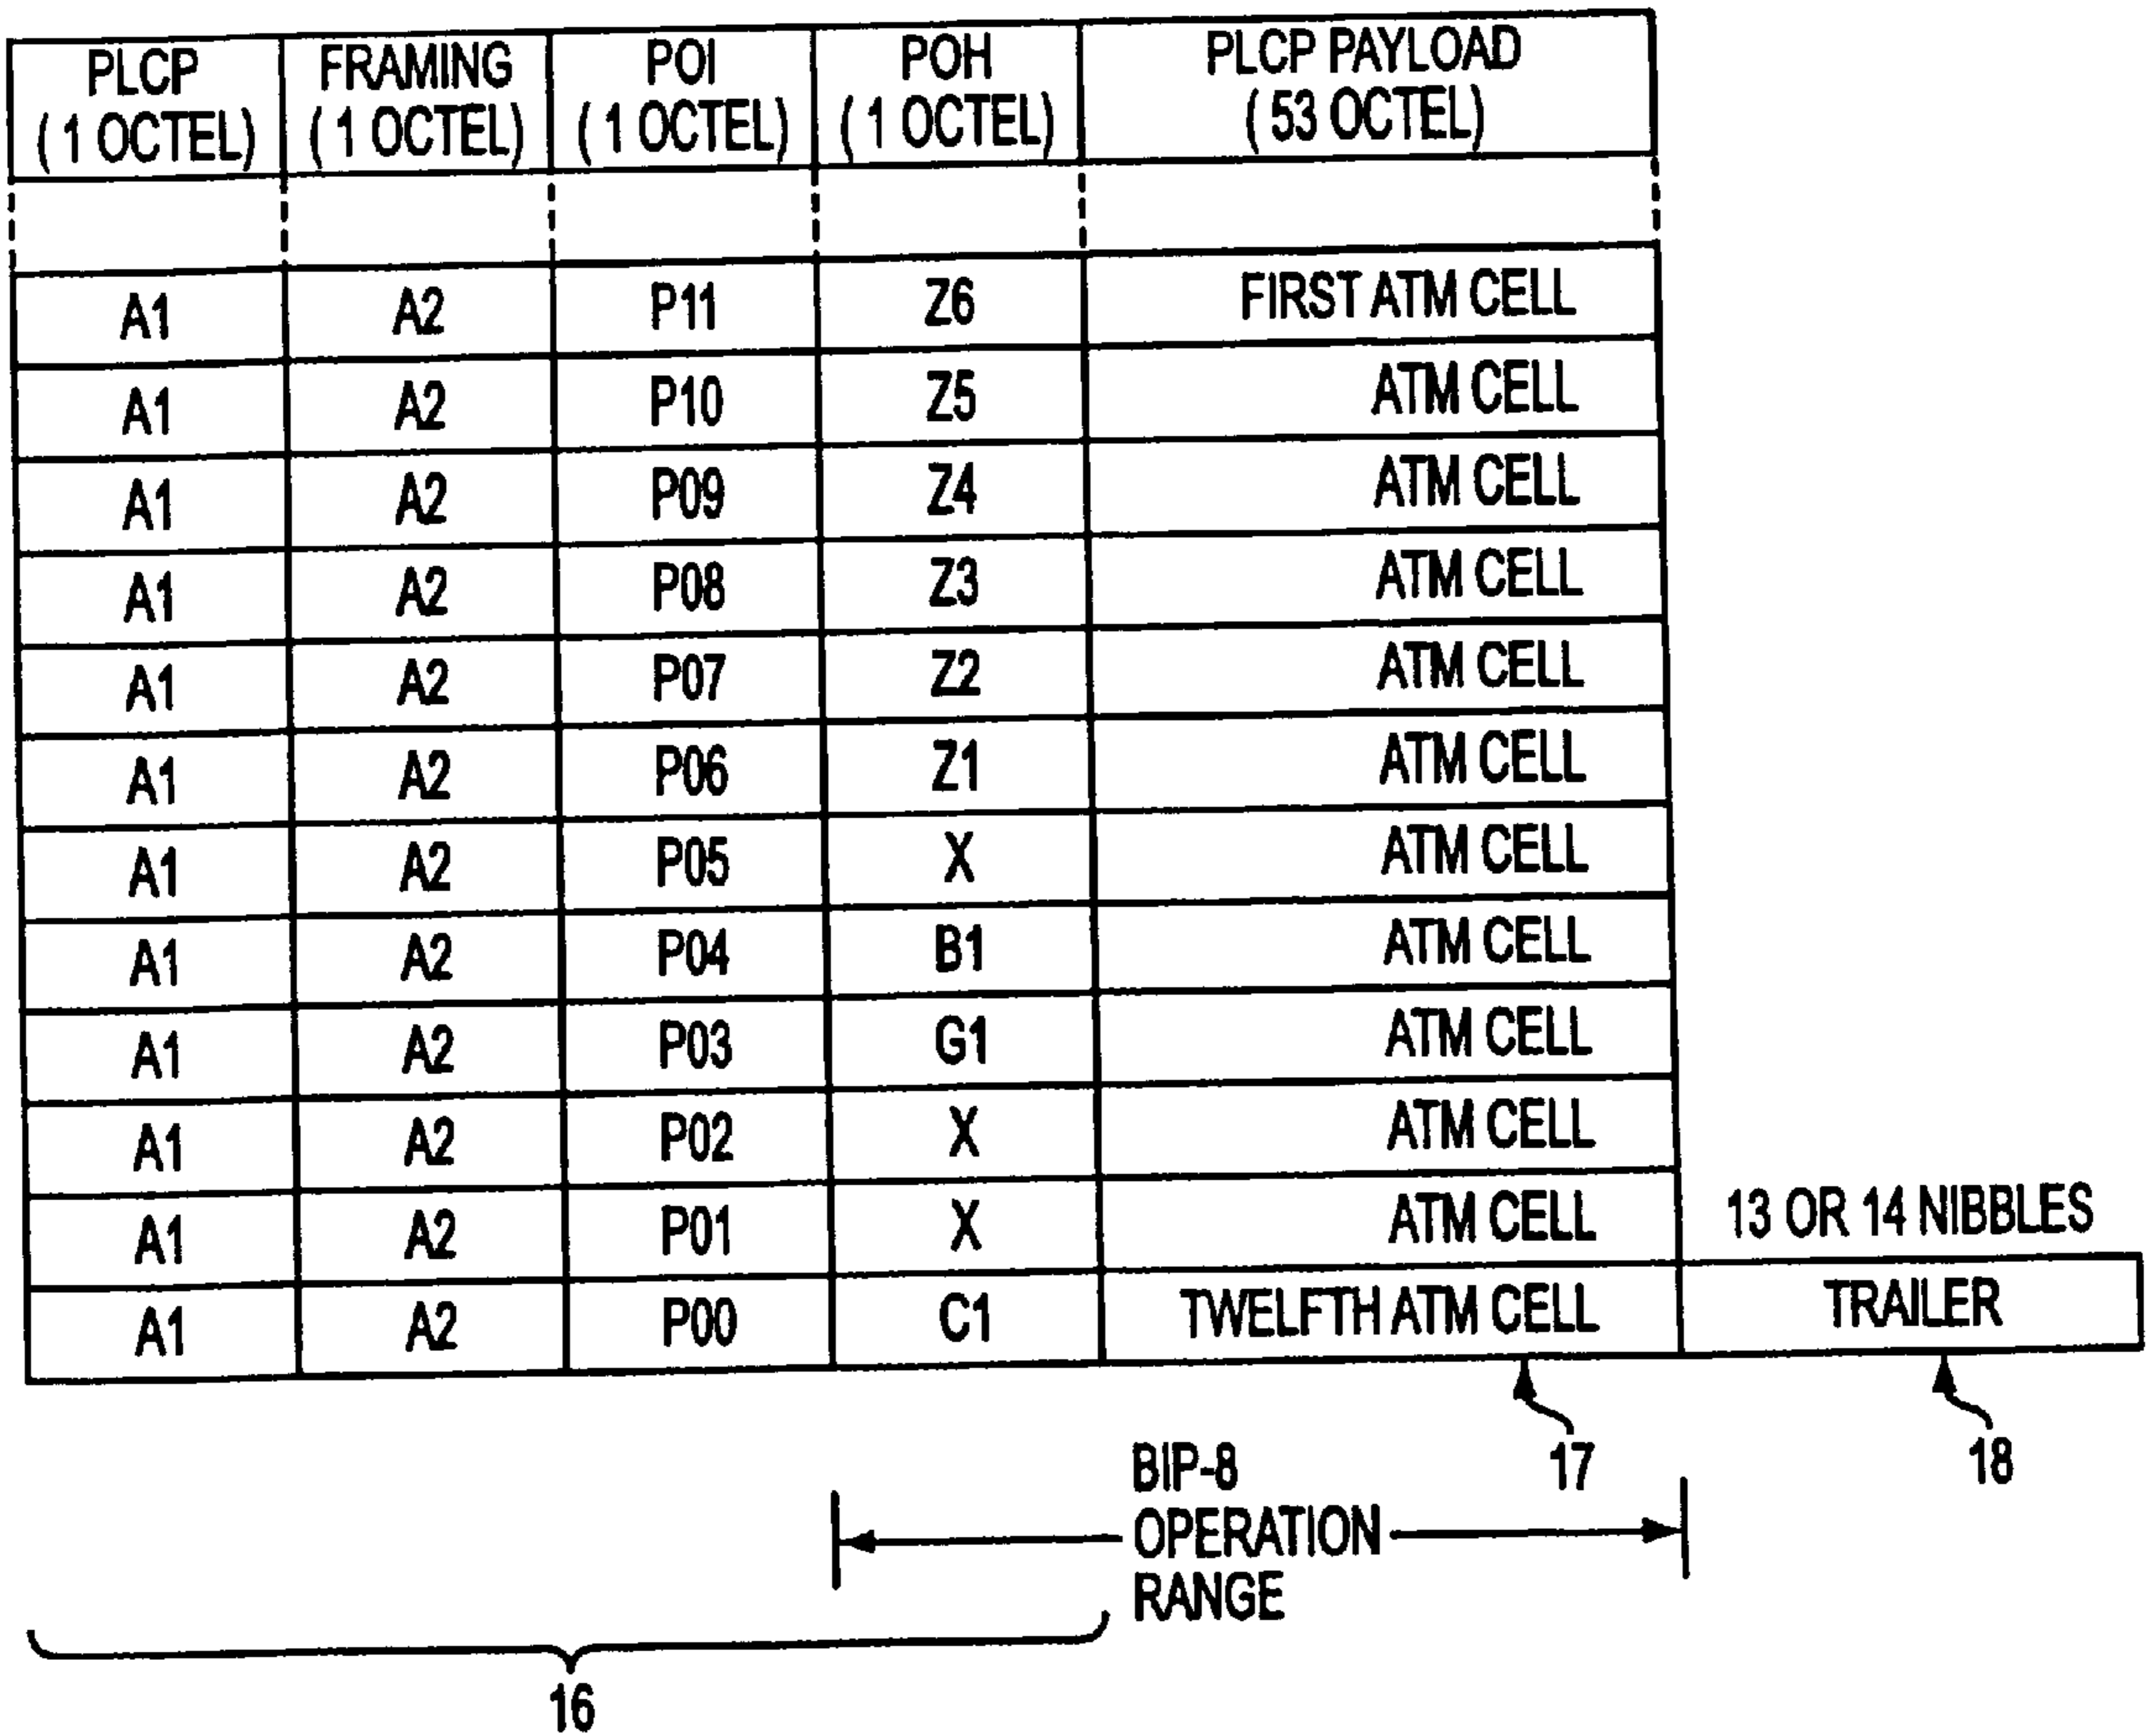 PLCP (1 OCTEL) FRAMING (1 OCTEL) POI (1 OCTEL) POH (1 OCTEL) PLCP PAYLOAD (53 OCTEL)
A1 A2 P11 Z6 FIRST ATM CELL
A1 A2 P10 Z5 ATM CELL
A1 A2 P09 Z4 ATM CELL
A1 A2 P08 Z3 ATM CELL
A1 A2 P07 Z2 ATM CELL
A1 A2 P06 Z1 ATM CELL
A1 A2 P05 X ATM CELL
A1 A2 P04 B1 ATM CELL
A1 A2 P03 G1 ATM CELL
A1 A2 P02 X ATM CELL
A1 A2 P01 X ATM CELL 13 OR 14 NIBBLES
A1 A2 P00 C1 TWELFTH ATM CELL TRAILER
17 18
BIP-8
OPERATION
RANGE
16